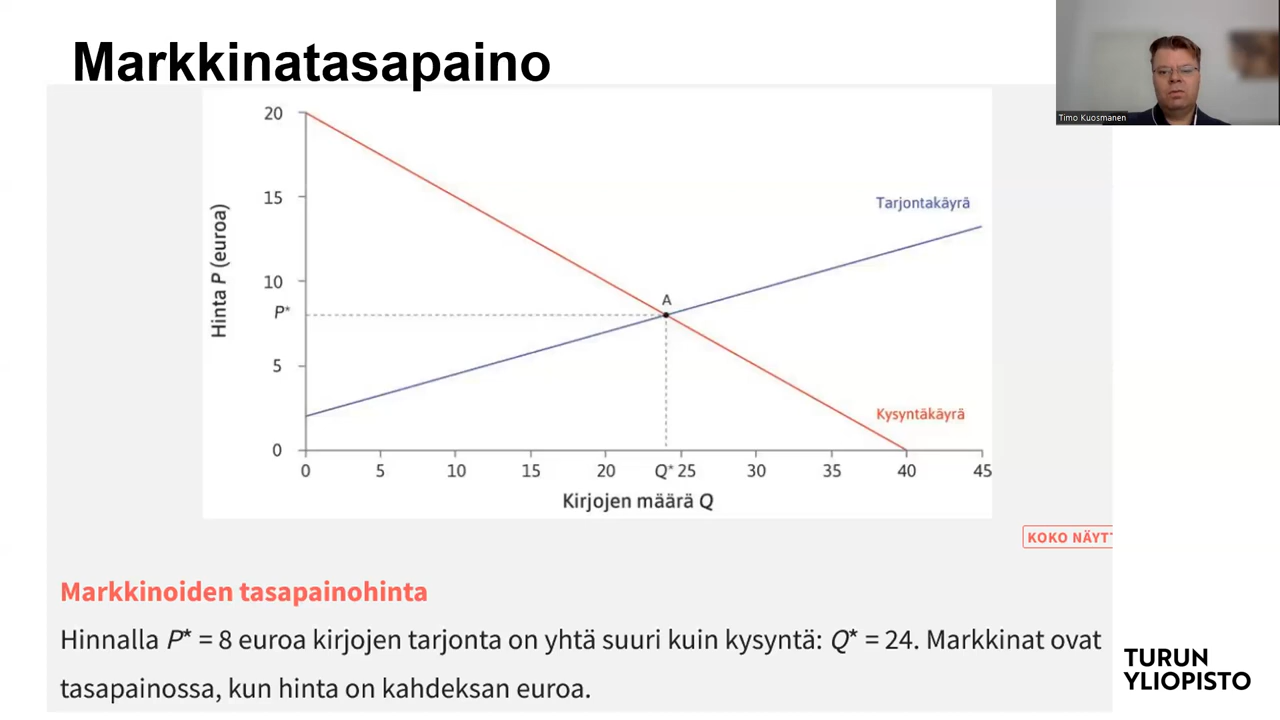 Markkinatasapaino
Timo Kuosmanen
20
15
10
P*
5
0
Hinta P (euroa)
Tarjontakäyrä
A
Kysyntäkäyrä
0 5 10 15 20 Q* 25 30 35 40 45
Kirjojen määrä Q
KOKO NÄYT
Markkinoiden tasapainohinta
Hinnalla P* = 8 euroa kirjojen tarjonta on yhtä suuri kuin kysyntä: Q* = 24. Markkinat ovat
tasapainossa, kun hinta on kahdeksan euroa.
TURUN
YLIOPISTO